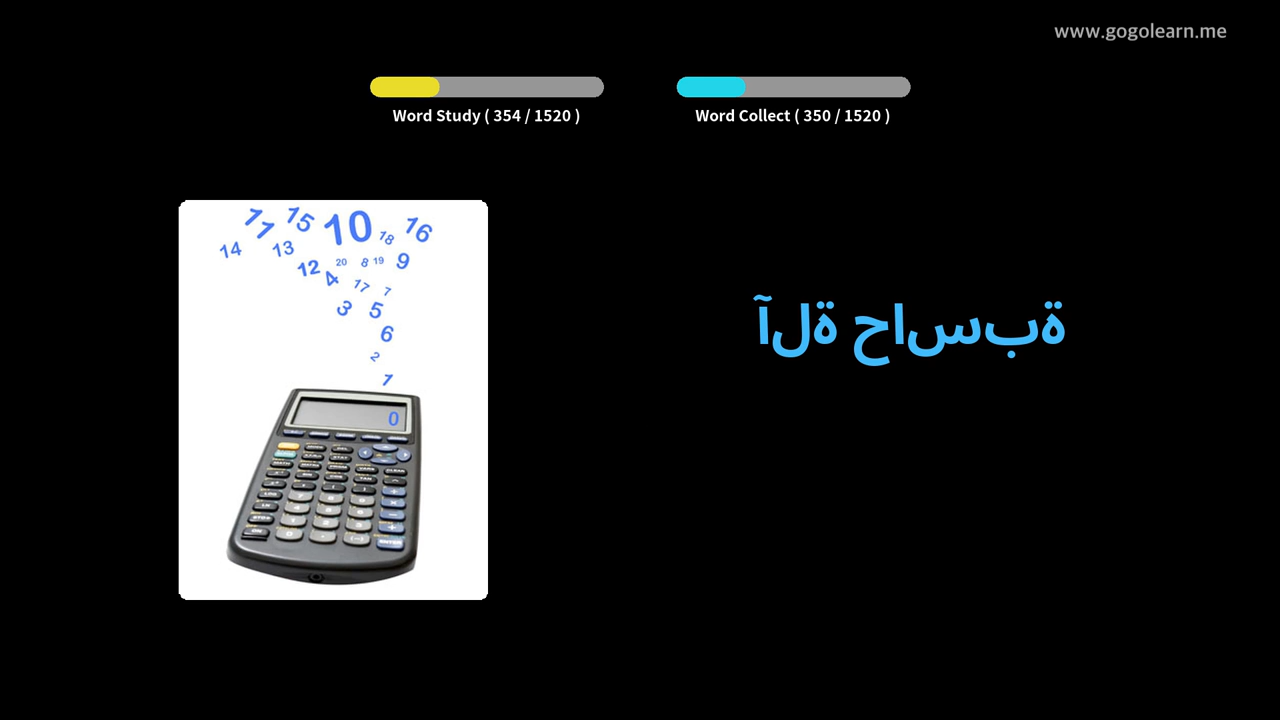 www.gogolearn.me
Word Study ( 354 / 1520 )
Word Collect ( 350 / 1520 )
11 15 10 18 16
14 13
12 20 8 19 9
4 17 7
3 5
6
2
1
0
آلة حاسبة